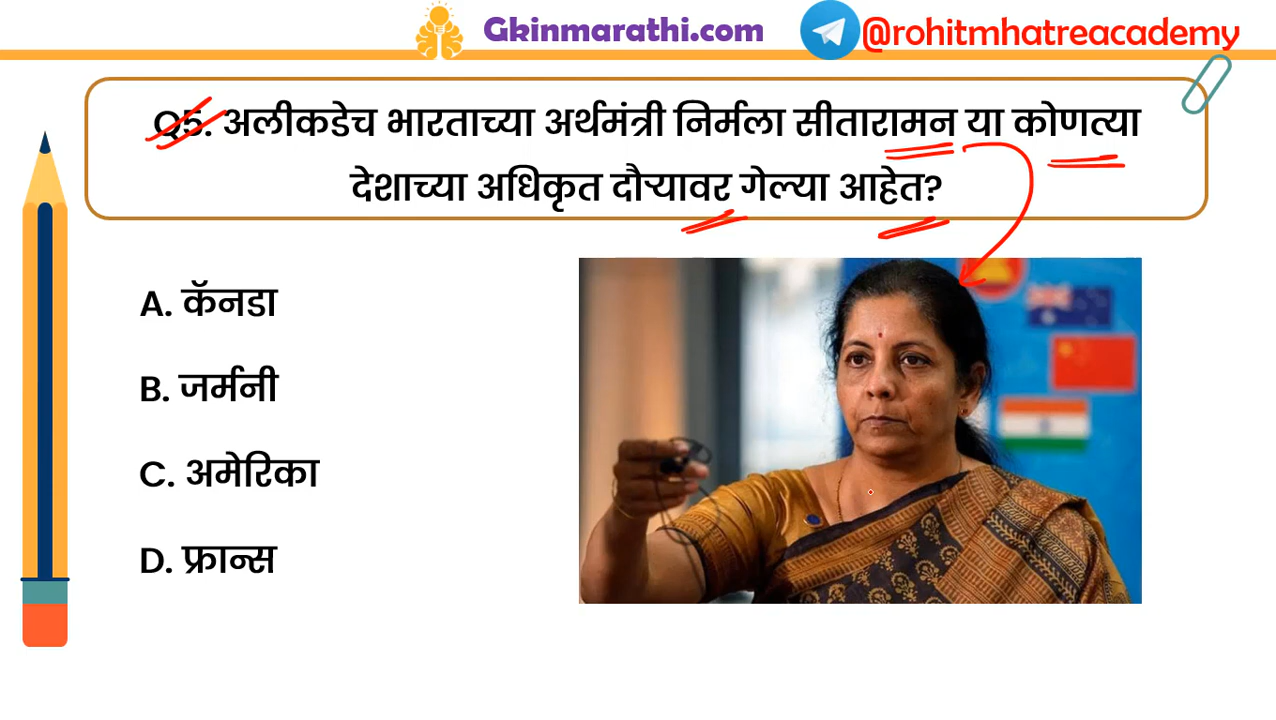 Gkinmarathi.com @rohitmhatreacademy
Q5. अलीकडेच भारताच्या अर्थमंत्री निर्मला सीतारामन या कोणत्या
देशाच्या अधिकृत दौऱ्यावर गेल्या आहेत?
A. कॅनडा
B. जर्मनी
C. अमेरिका
D. फ्रान्स